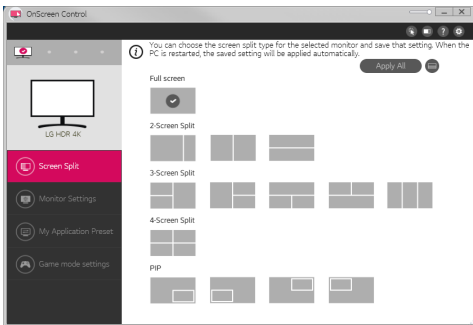 OnScreen Control
You can choose the screen split type for the selected monitor and save that setting. When the
PC is restarted, the saved setting will be applied automatically.
Apply All
Full screen
LG HDR 4K
2-Screen Split
Screen Split
3-Screen Split
Monitor Settings
My Application Preset
4-Screen Split
Game mode settings
PIP